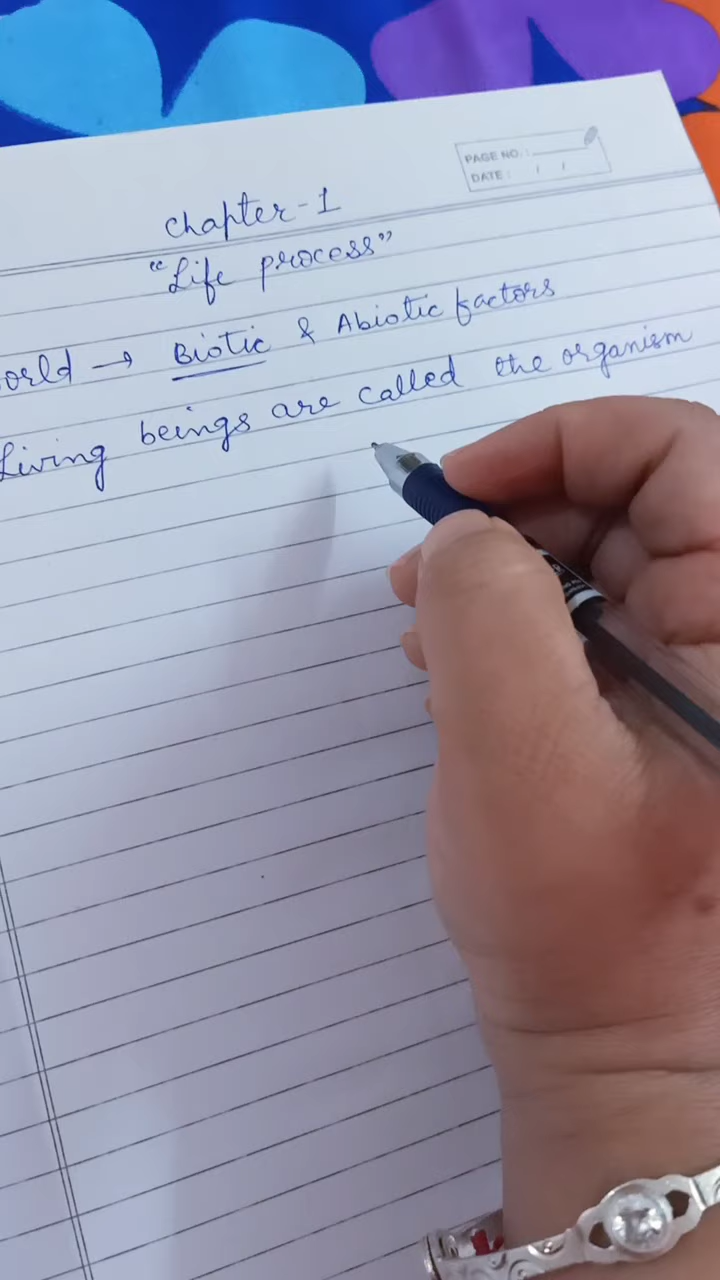 PAGE NO. :
DATE : / /
Chapter-1
"Life process"
orld → Biotic & Abiotic factors
Living beings are called the organism